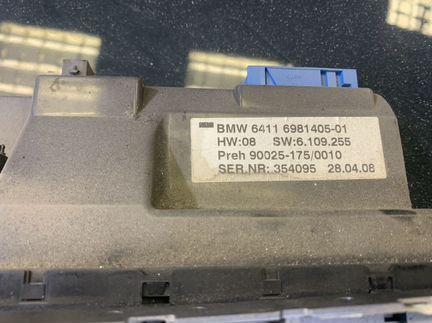 BMW 6411 6981405-01
HW:08 SW:6.109.255
Preh 90025-175/0010
SER.NR: 354095 28.04.08